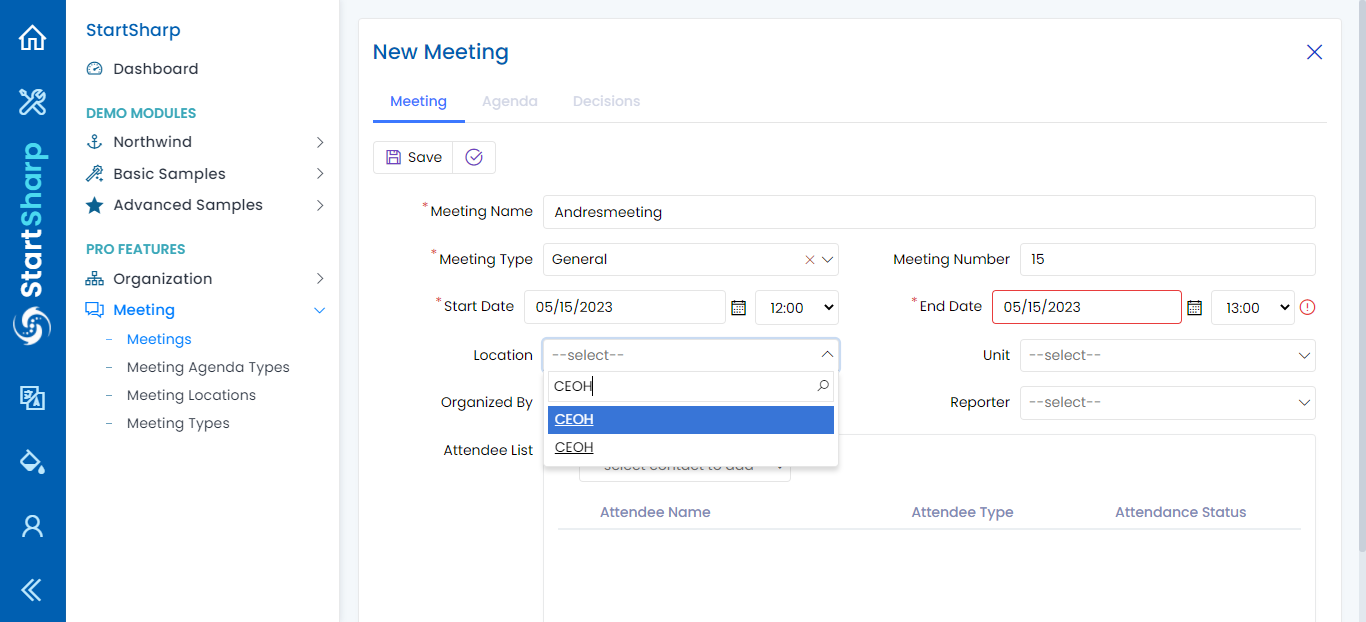 StartSharp
StartSharp
Dashboard
DEMO MODULES
Northwind
Basic Samples
Advanced Samples
PRO FEATURES
Organization
Meeting
Meetings
Meeting Agenda Types
Meeting Locations
Meeting Types
New Meeting
Meeting Agenda Decisions
Save
*Meeting Name Andresmeeting
*Meeting Type General Meeting Number 15
*Start Date 05/15/2023 12:00 *End Date 05/15/2023 13:00
Location --select-- Unit --select--
CEOH
Organized By Reporter --select--
CEOH
CEOH
Attendee List
select contact to add
Attendee Name Attendee Type Attendance Status